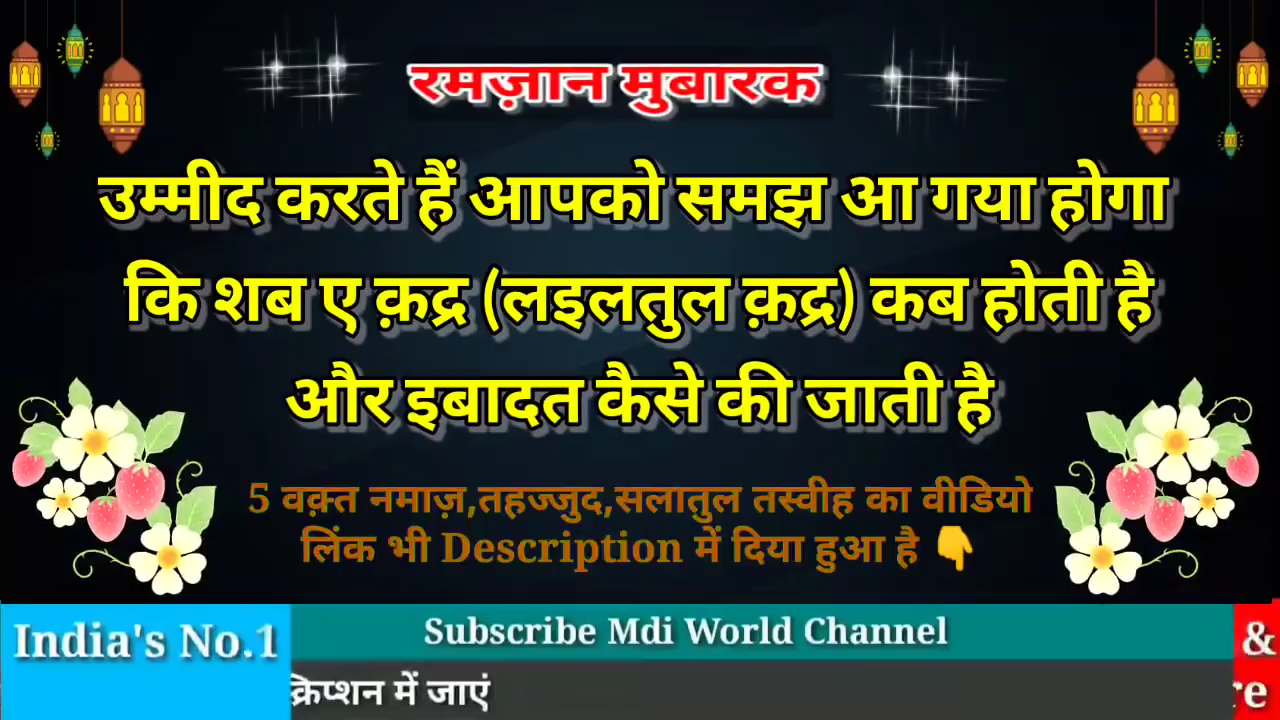 रमज़ान मुबारक
उम्मीद करते हैं आपको समझ आ गया होगा
कि शब ए क़द्र (लइलतुल क़द्र) कब होती है
और इबादत कैसे की जाती है
5 वक़्त नमाज़,तहज्जुद,सलातुल तस्वीह का वीडियो
लिंक भी Description में दिया हुआ है 👇
India's No.1
Subscribe Mdi World Channel
&
क्रिप्शन में जाएं
re